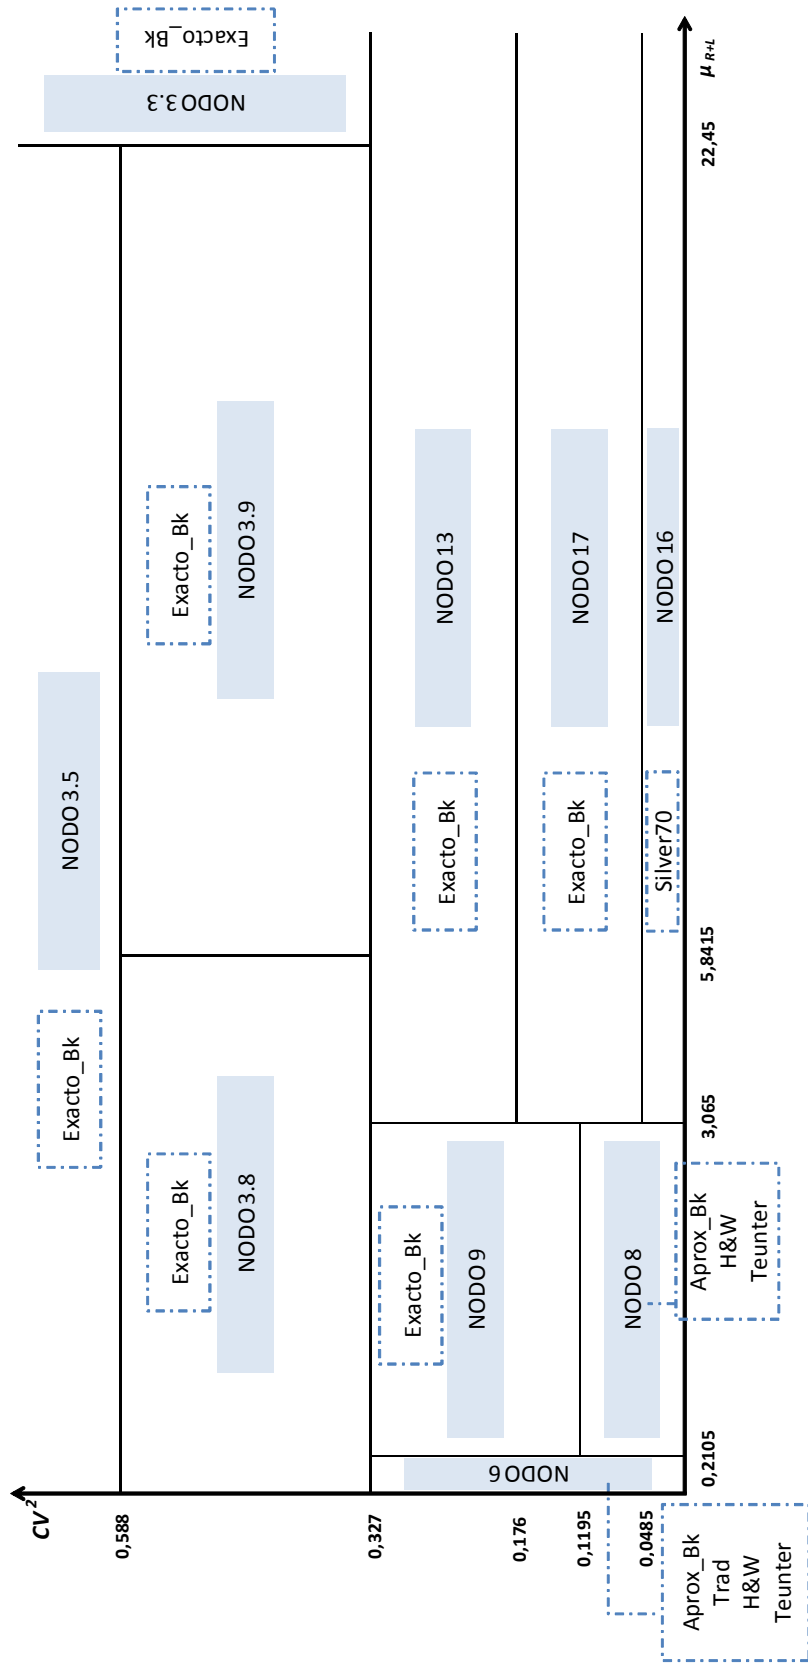 CV²
0,588
0,327
0,176
0,1195
0,0485
0,2105
3,065
5,8415
22,45
μ R+L
Exacto_Bk
NODO 3.5
Exacto_Bk
NODO 3.3
Exacto_Bk
NODO 3.8
Exacto_Bk
NODO 3.9
NODO 6
Exacto_Bk
NODO 9
NODO 8
Exacto_Bk
NODO 13
Exacto_Bk
NODO 17
Silver70
NODO 16
Aprox_Bk
Trad
H&W
Teunter
Aprox_Bk
H&W
Teunter